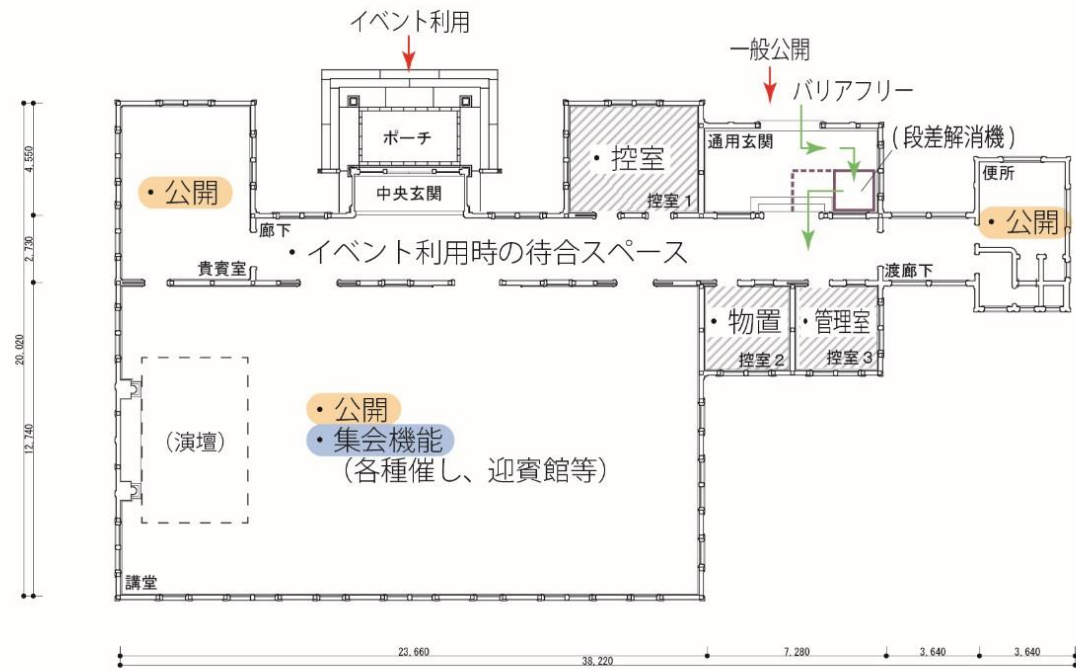 イベント利用
一般公開
バリアフリー
(段差解消機)
ポーチ
・控室
通用玄関
便所
・公開
中央玄関
控室1
・公開
廊下
・イベント利用時の待合スペース
貴賓室
渡廊下
・物置
・管理室
控室2
控室3
・公開
・集会機能
(各種催し、迎賓館等)
(演壇)
講堂
4,550
2,730
20,020
12,740
23,660
7,280
3,640
3,640
38,220